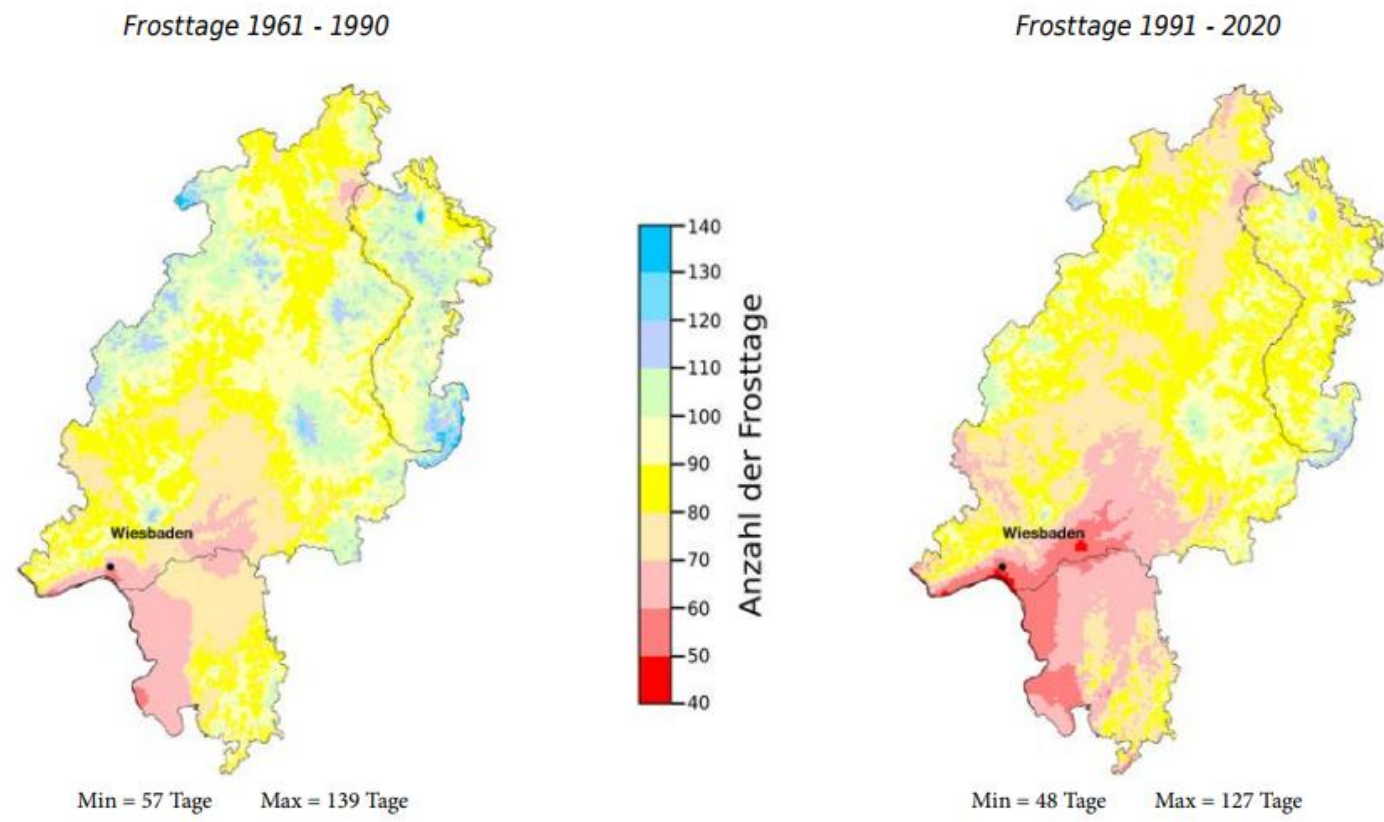 Frosttage 1961 - 1990
Frosttage 1991 - 2020
Wiesbaden
140
130
120
110
100
90
80
70
60
50
40
Anzahl der Frosttage
Wiesbaden
Min = 57 Tage Max = 139 Tage
Min = 48 Tage Max = 127 Tage